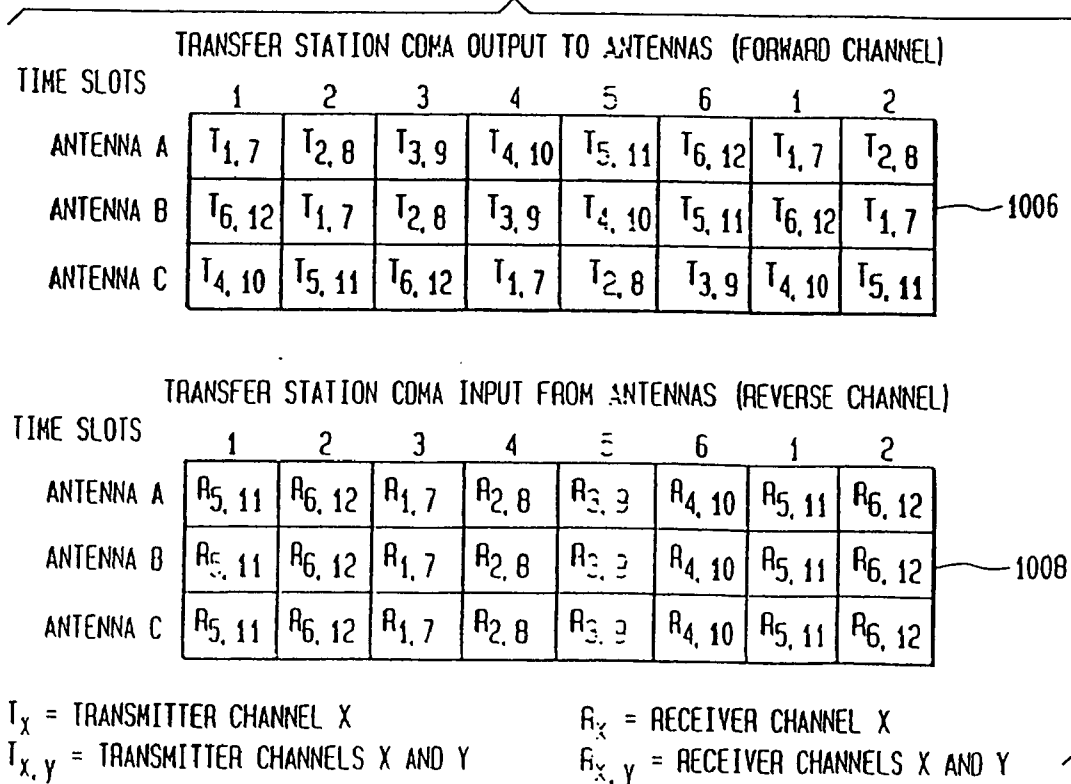 TRANSFER STATION CDMA OUTPUT TO ANTENNAS (FORWARD CHANNEL)
TIME SLOTS
1 2 3 4 5 6 1 2
ANTENNA A T1, 7 T2, 8 T3, 9 T4, 10 T5, 11 T6, 12 T1, 7 T2, 8
ANTENNA B T6, 12 T1, 7 T2, 8 T3, 9 T4, 10 T5, 11 T6, 12 T1, 7
1006
ANTENNA C T4, 10 T5, 11 T6, 12 T1, 7 T2, 8 T3, 9 T4, 10 T5, 11
TRANSFER STATION CDMA INPUT FROM ANTENNAS (REVERSE CHANNEL)
TIME SLOTS
1 2 3 4 5 6 1 2
ANTENNA A R5, 11 R6, 12 R1, 7 R2, 8 R3, 9 R4, 10 R5, 11 R6, 12
ANTENNA B R5, 11 R6, 12 R1, 7 R2, 8 R3, 9 R4, 10 R5, 11 R6, 12
1008
ANTENNA C R5, 11 R6, 12 R1, 7 R2, 8 R3, 9 R4, 10 R5, 11 R6, 12
TX = TRANSMITTER CHANNEL X
RX = RECEIVER CHANNEL X
TX, Y = TRANSMITTER CHANNELS X AND Y
RX, Y = RECEIVER CHANNELS X AND Y